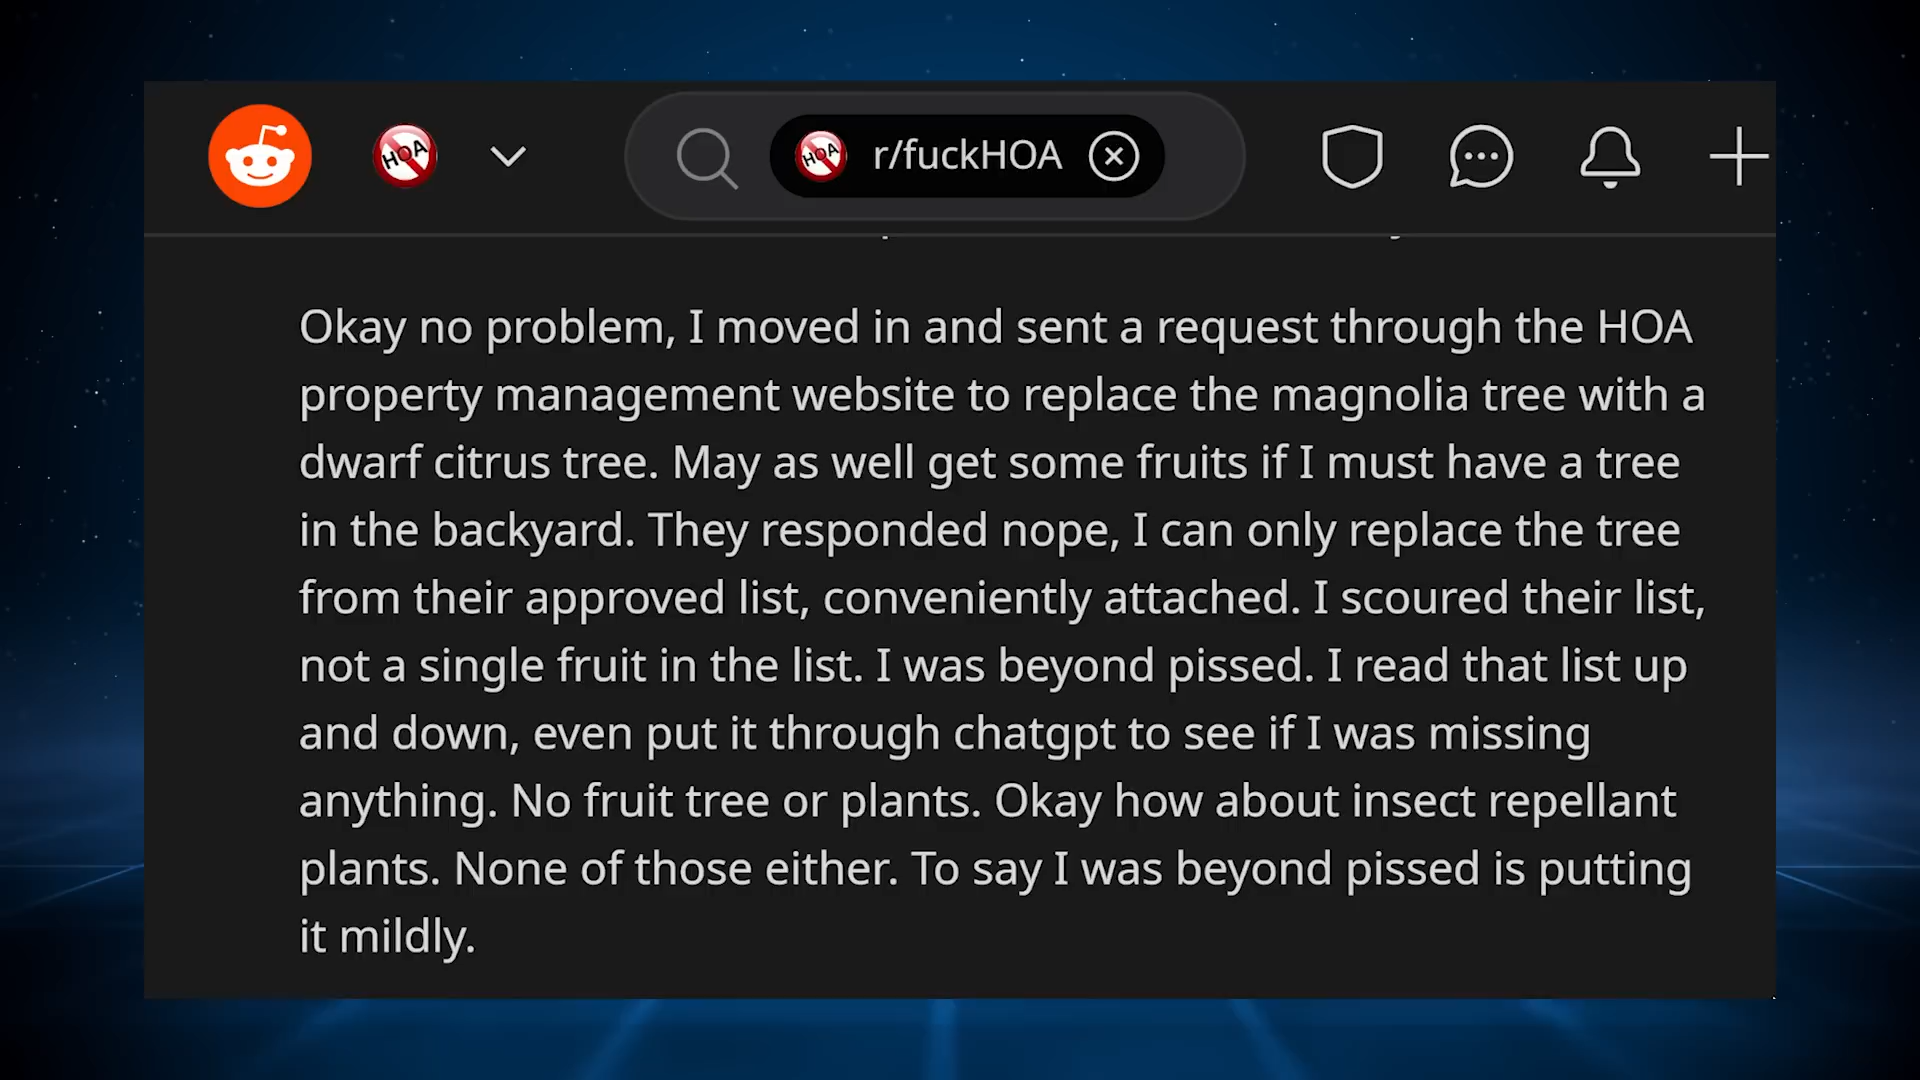 HOA
HOA r/fuckHOA
Okay no problem, I moved in and sent a request through the HOA
property management website to replace the magnolia tree with a
dwarf citrus tree. May as well get some fruits if I must have a tree
in the backyard. They responded nope, I can only replace the tree
from their approved list, conveniently attached. I scoured their list,
not a single fruit in the list. I was beyond pissed. I read that list up
and down, even put it through chatgpt to see if I was missing
anything. No fruit tree or plants. Okay how about insect repellant
plants. None of those either. To say I was beyond pissed is putting
it mildly.